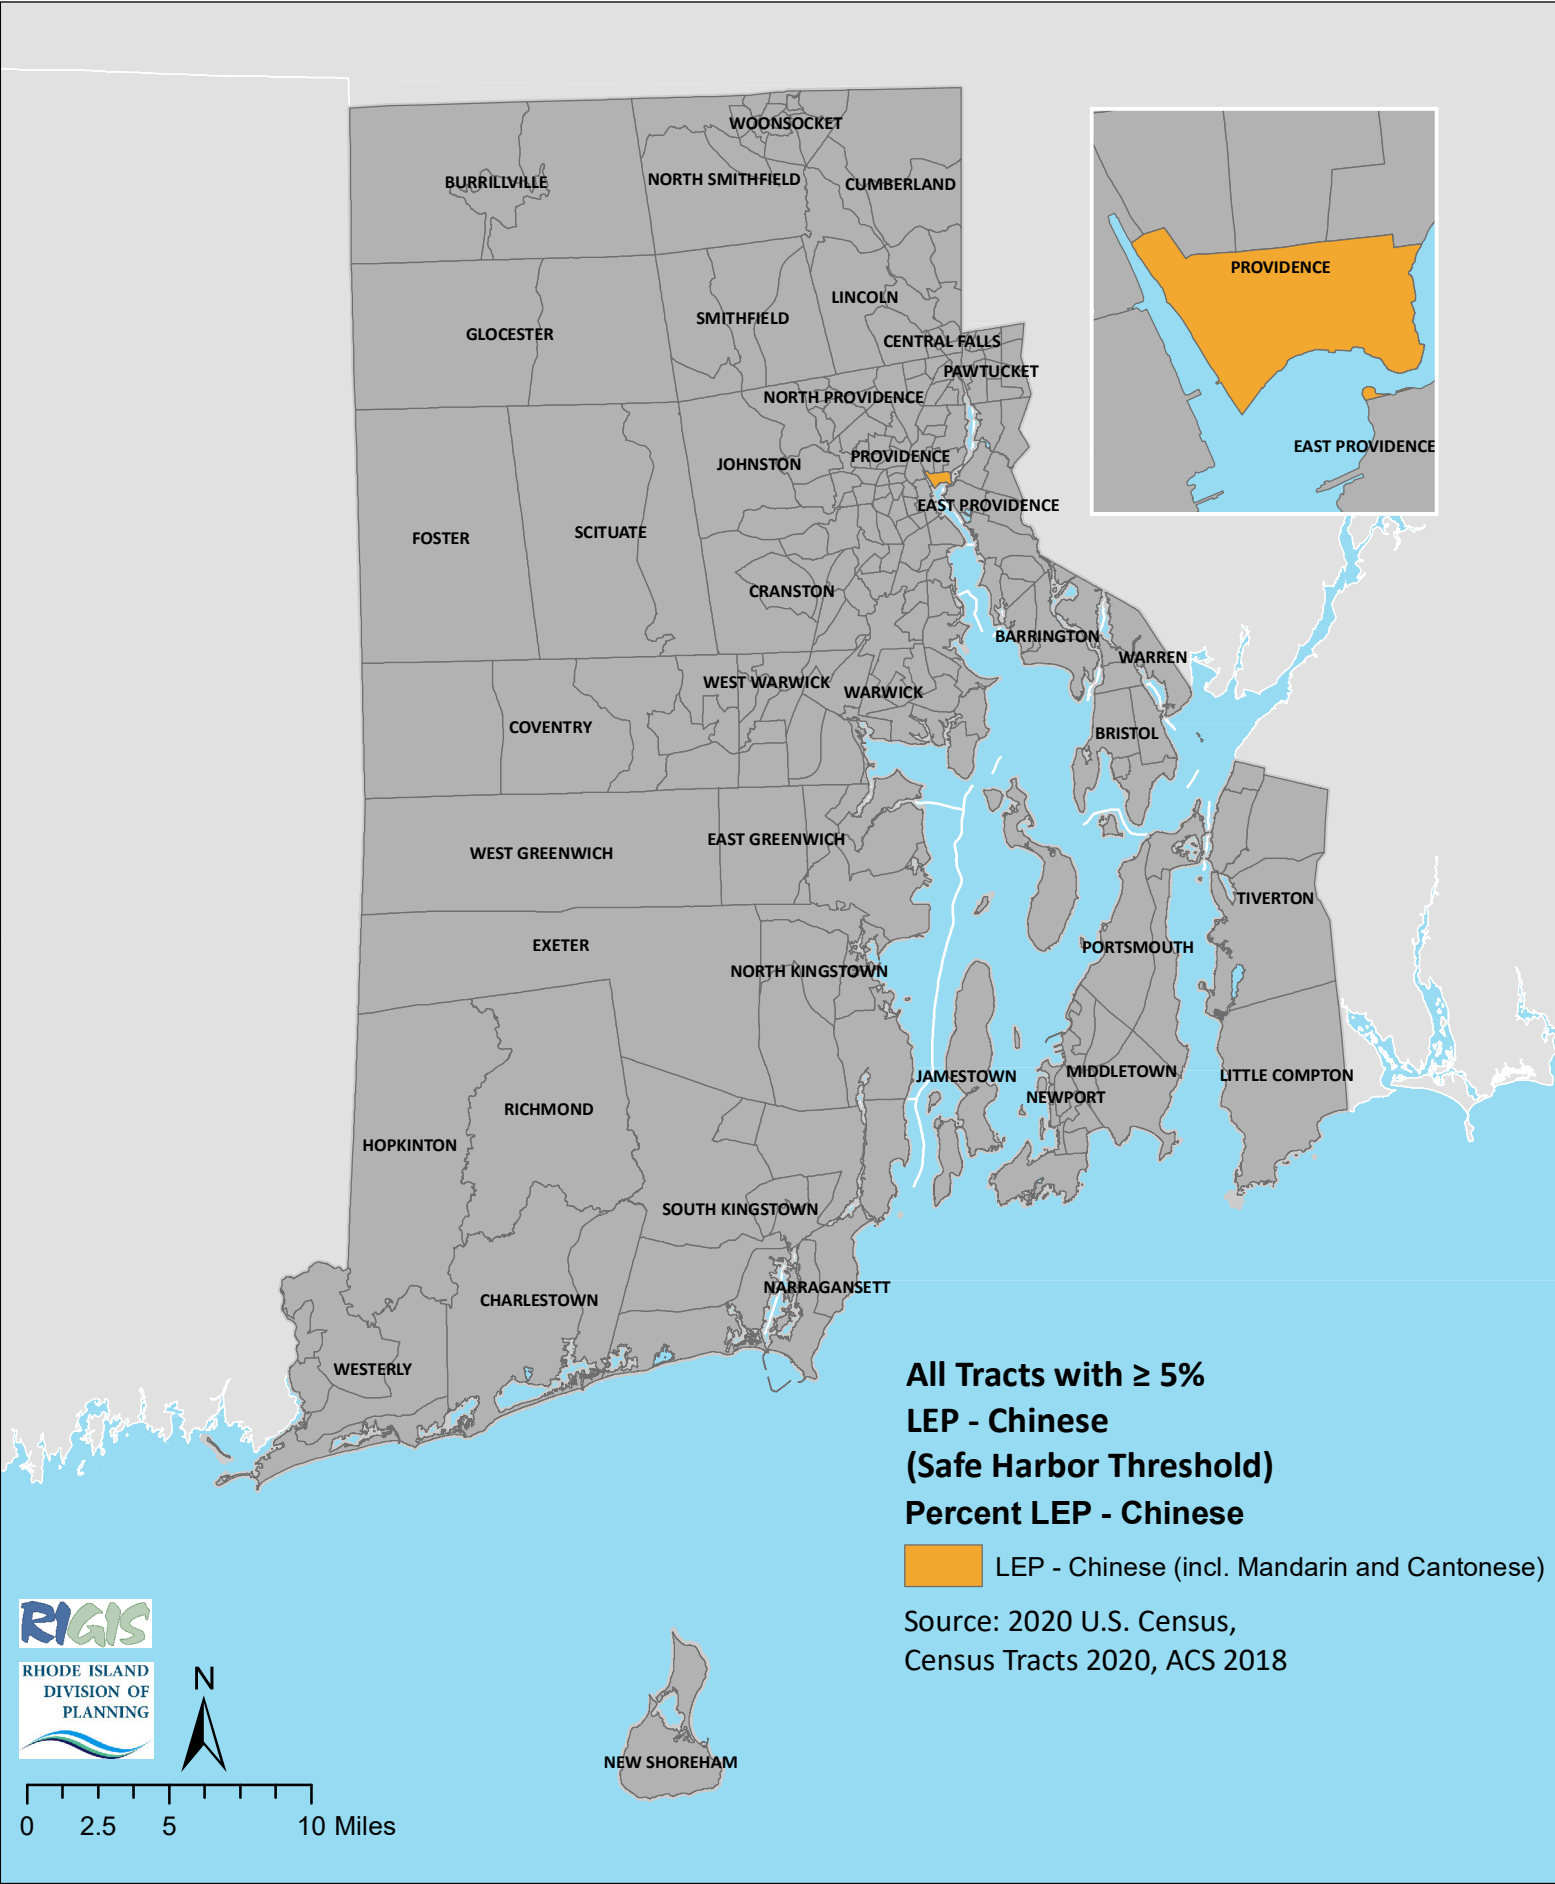 WOONSOCKET
BURRILLVILLE
NORTH SMITHFIELD
CUMBERLAND
PROVIDENCE
LINCOLN
SMITHFIELD
GLOCESTER
CENTRAL FALLS
PAWTUCKET
NORTH PROVIDENCE
EAST PROVIDENCE
PROVIDENCE
JOHNSTON
EAST PROVIDENCE
SCITUATE
FOSTER
CRANSTON
BARRINGTON
WARREN
WEST WARWICK
WARWICK
COVENTRY
BRISTOL
EAST GREENWICH
WEST GREENWICH
TIVERTON
EXETER
PORTSMOUTH
NORTH KINGSTOWN
JAMESTOWN
MIDDLETOWN
LITTLE COMPTON
NEWPORT
RICHMOND
HOPKINTON
SOUTH KINGSTOWN
NARRAGANSETT
CHARLESTOWN
WESTERLY
All Tracts with ≥ 5%
LEP - Chinese
(Safe Harbor Threshold)
Percent LEP - Chinese
LEP - Chinese (incl. Mandarin and Cantonese)
Source: 2020 U.S. Census,
Census Tracts 2020, ACS 2018
RIGIS
RHODE ISLAND
DIVISION OF
PLANNING
N
NEW SHOREHAM
0 2.5 5 10 Miles